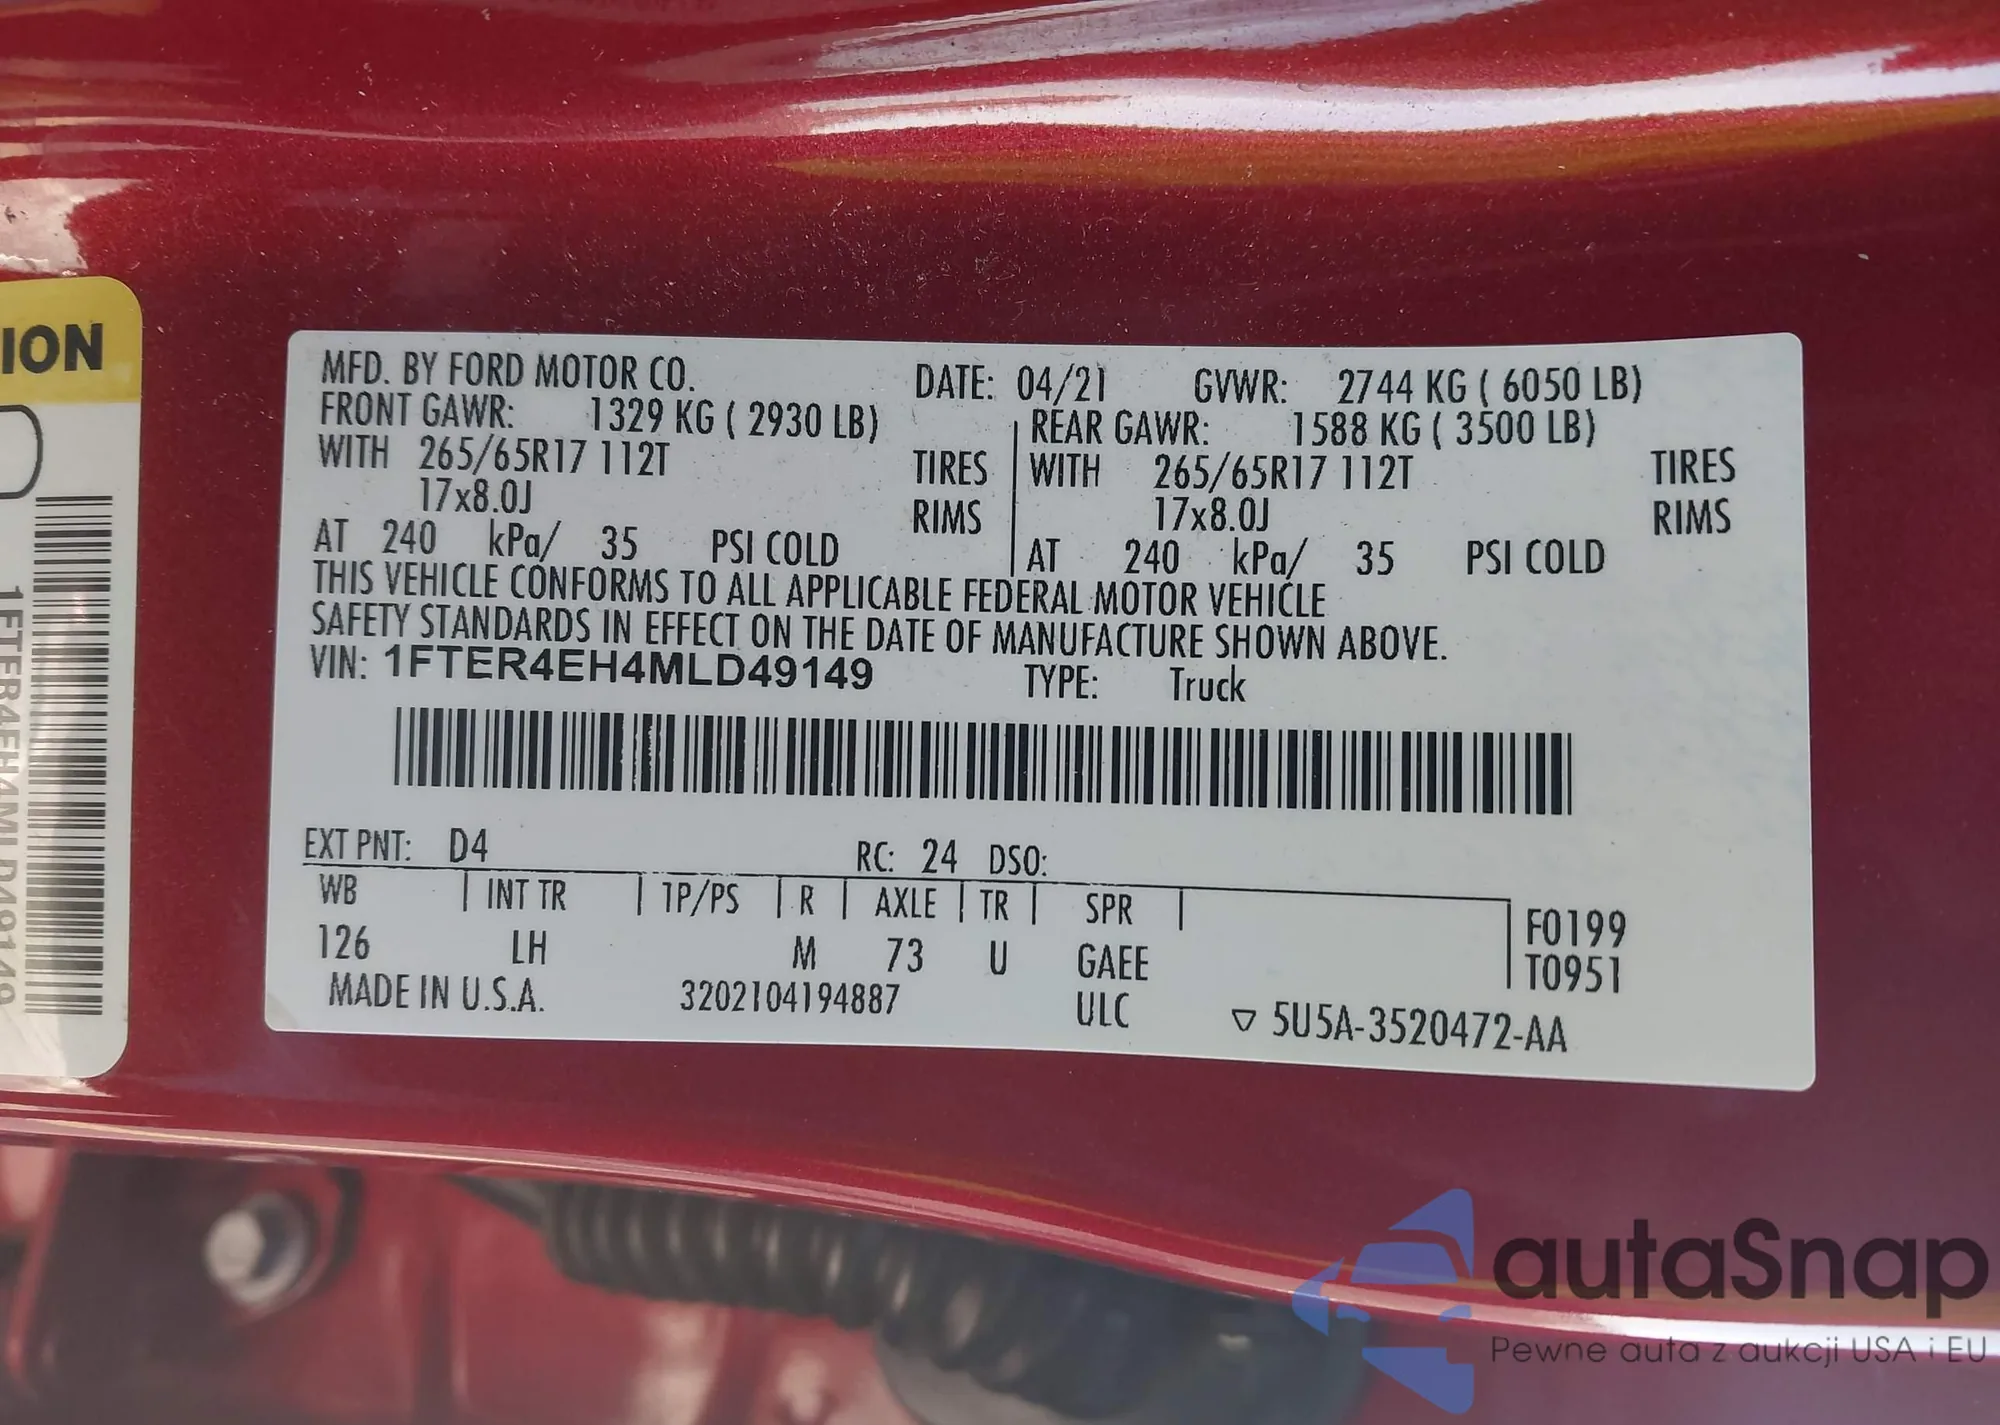 ION
1FTER4EH4MLD49149
MFD. BY FORD MOTOR CO. DATE: 04/21 GVWR: 2744 KG ( 6050 LB)
FRONT GAWR: 1329 KG ( 2930 LB) REAR GAWR: 1588 KG ( 3500 LB)
WITH 265/65R17 112T TIRES WITH 265/65R17 112T TIRES
17x8.0J RIMS 17x8.0J RIMS
AT 240 kPa/ 35 PSI COLD AT 240 kPa/ 35 PSI COLD
THIS VEHICLE CONFORMS TO ALL APPLICABLE FEDERAL MOTOR VEHICLE
SAFETY STANDARDS IN EFFECT ON THE DATE OF MANUFACTURE SHOWN ABOVE.
VIN: 1FTER4EH4MLD49149 TYPE: Truck
EXT PNT: D4 RC: 24 DSO:
WB INT TR TP/PS R AXLE TR SPR F0199
126 LH M 73 U GAEE T0951
MADE IN U.S.A. 3202104194887 ULC ▽ 5U5A-3520472-AA
autaSnap
Pewne auta z aukcji USA i EU